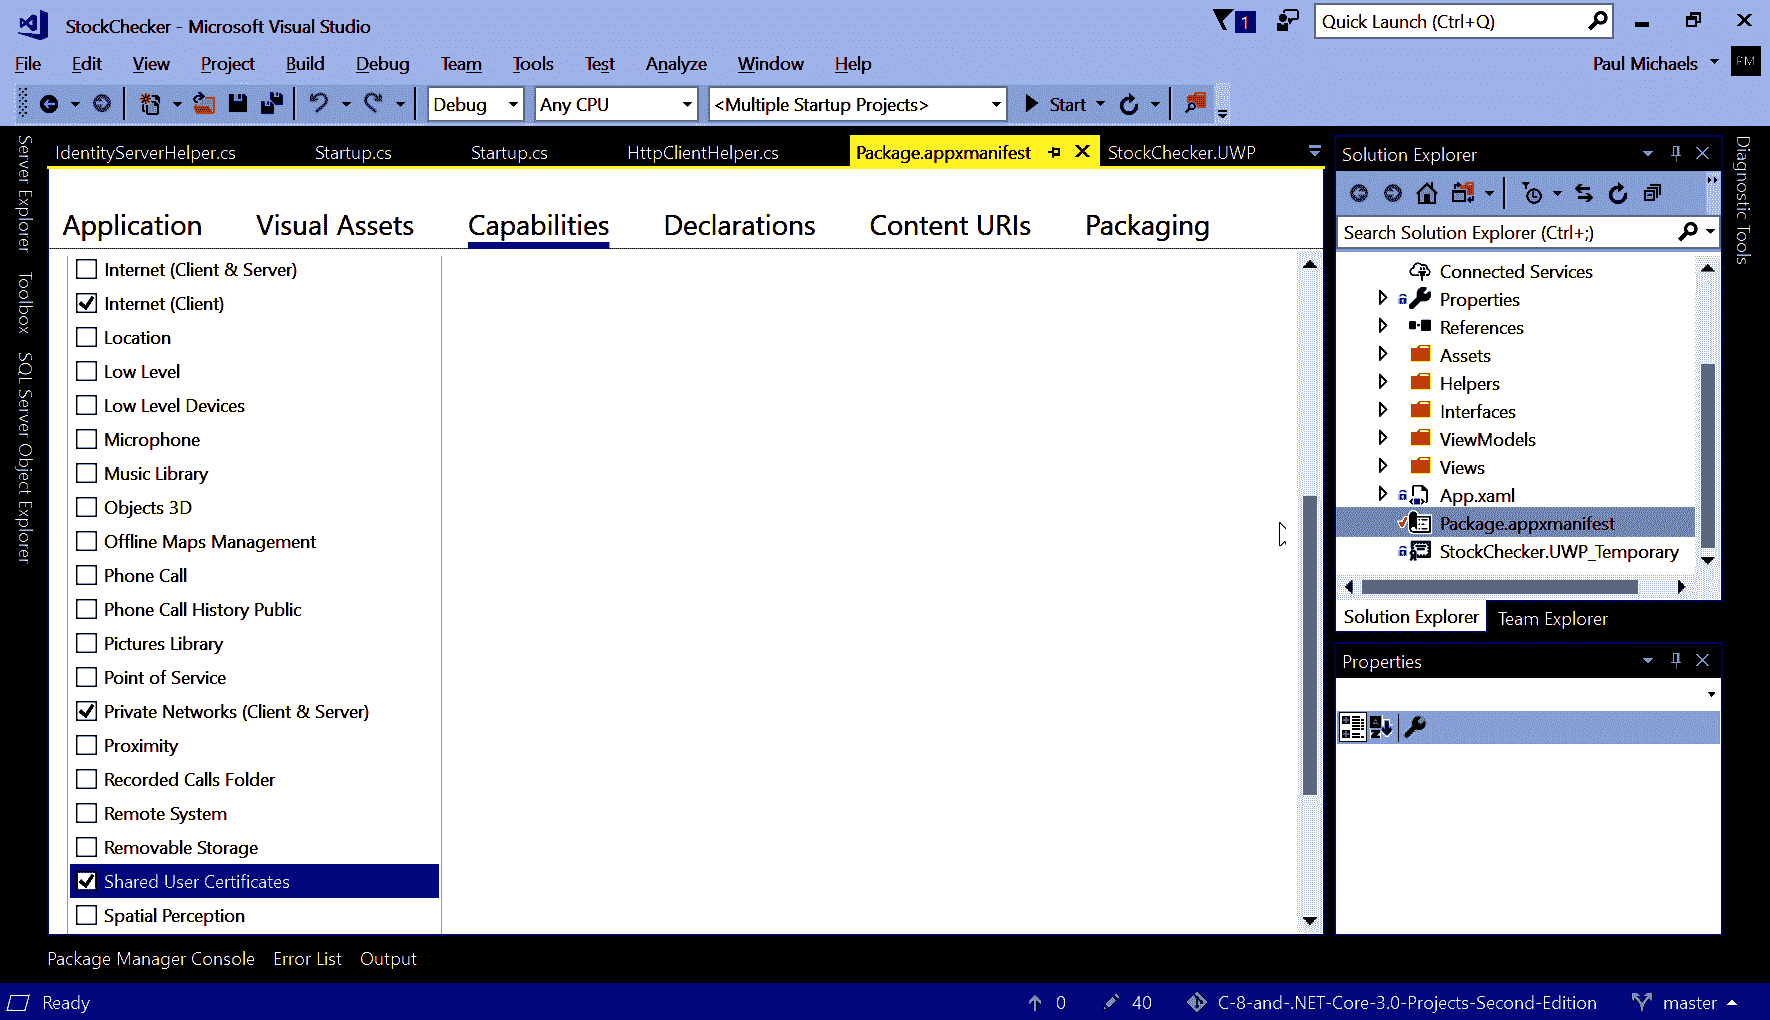 StockChecker - Microsoft Visual Studio
1
Quick Launch (Ctrl+Q)
File Edit View Project Build Debug Team Tools Test Analyze Window Help
Paul Michaels
Debug
Any CPU
<Multiple Startup Projects>
Start
Server Explorer
Toolbox
SQL Server Object Explorer
IdentityServerHelper.cs
Startup.cs
Startup.cs
HttpClientHelper.cs
Package.appxmanifest
StockChecker.UWP
Application
Visual Assets
Capabilities
Declarations
Content URIs
Packaging
Internet (Client & Server)
Internet (Client)
Location
Low Level
Low Level Devices
Microphone
Music Library
Objects 3D
Offline Maps Management
Phone Call
Phone Call History Public
Pictures Library
Point of Service
Private Networks (Client & Server)
Proximity
Recorded Calls Folder
Remote System
Removable Storage
Shared User Certificates
Spatial Perception
Solution Explorer
Search Solution Explorer (Ctrl+;)
Connected Services
Properties
References
Assets
Helpers
Interfaces
ViewModels
Views
App.xaml
Package.appxmanifest
StockChecker.UWP_Temporary
Solution Explorer
Team Explorer
Properties
Diagnostic Tools
Package Manager Console
Error List
Output
Ready
0
40
C-8-and-.NET-Core-3.0-Projects-Second-Edition
master